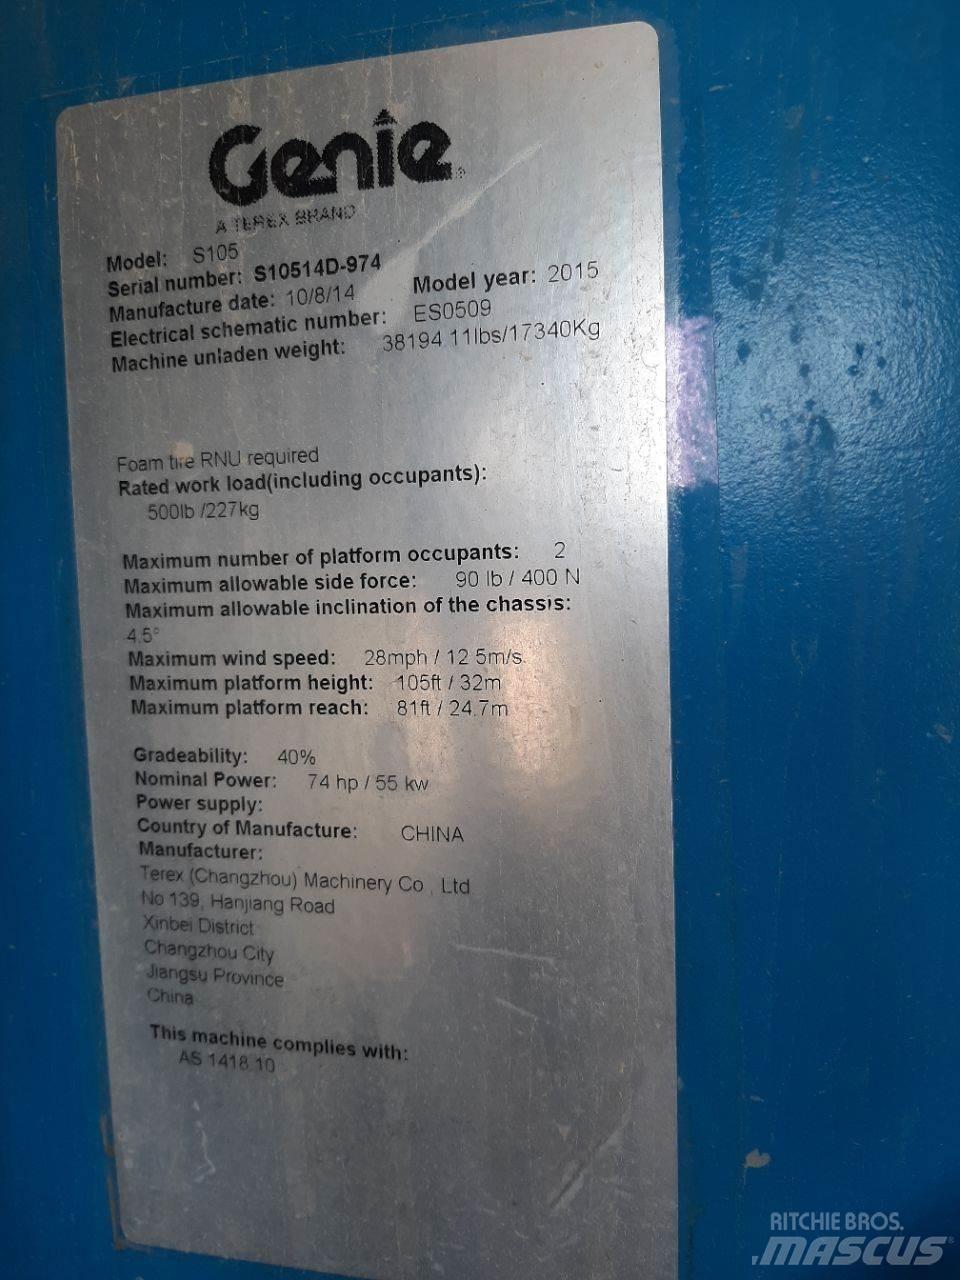 Genie
A TEREX BRAND
Model: S105
Serial number: S10514D-974
Manufacture date: 10/8/14 Model year: 2015
Electrical schematic number: ES0509
Machine unladen weight: 38194.11lbs/17340Kg
Foam tire RNU required
Rated work load(including occupants):
500lb /227kg
Maximum number of platform occupants: 2
Maximum allowable side force: 90 lb / 400 N
Maximum allowable inclination of the chassis:
4.5°
Maximum wind speed: 28mph / 12.5m/s
Maximum platform height: 105ft / 32m
Maximum platform reach: 81ft / 24.7m
Gradeability: 40%
Nominal Power: 74 hp / 55 kw
Power supply:
Country of Manufacture: CHINA
Manufacturer:
Terex (Changzhou) Machinery Co., Ltd
No 139, Hanjiang Road
Xinbei District
Changzhou City
Jiangsu Province
China
This machine complies with:
AS 1418.10
RITCHIE BROS.
MASCUS